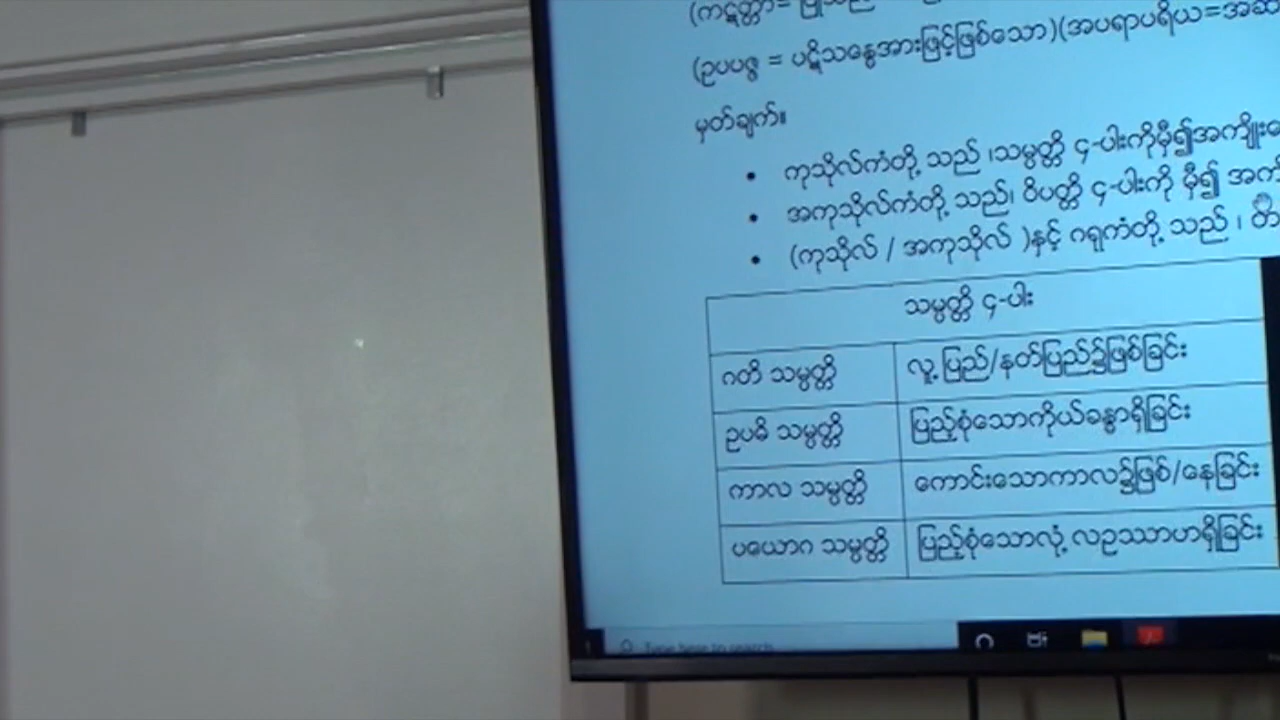 (ဥပပဇ္ဇ = ပဋိသန္ဓေအားဖြင့်ဖြစ်သော)(အပရာပရိယ=အဆ
မှတ်ချက်။
• ကုသိုလ်ကံတို့ သည် ၊သမ္ပတ္တိ ၄-ပါးကိုမှီ၍အကျိုး
• အကုသိုလ်ကံတို့ သည်၊ ဝိပတ္တိ ၄-ပါးကို မှီ၍
• (ကုသိုလ် / အကုသိုလ် )နှင့် ဂရုကံတို့ သည် ၊
သမ္ပတ္တိ ၄-ပါး
ဂတိ သမ္ပတ္တိ လူ့ ပြည်/နတ်ပြည်၌ဖြစ်ခြင်း
ဥပဓိ သမ္ပတ္တိ ပြည့်စုံသောကိုယ်ခန္ဓာရှိခြင်း
ကာလ သမ္ပတ္တိ ကောင်းသောကာလ၌ဖြစ်/နေခြင်း
ပယောဂ သမ္ပတ္တိ ပြည့်စုံသောလုံ့ လဥဿာဟရှိခြင်း
Type here to search